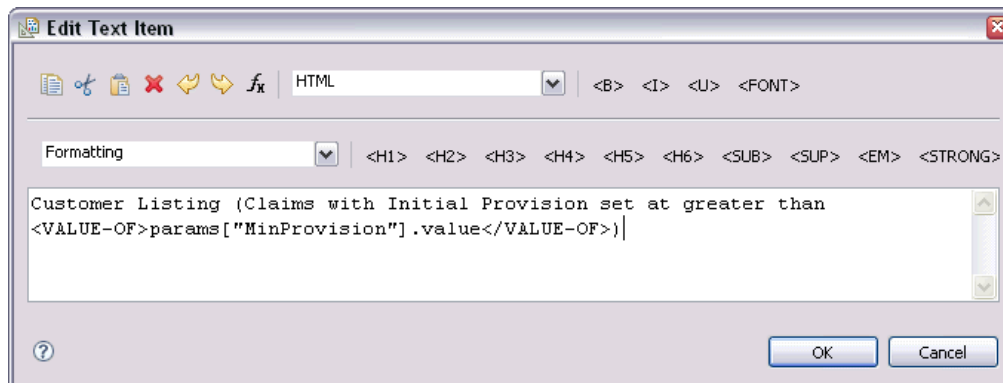 Edit Text Item
HTML <B> <I> <U> <FONT>
Formatting <H1> <H2> <H3> <H4> <H5> <H6> <SUB> <SUP> <EM> <STRONG>
Customer Listing (Claims with Initial Provision set at greater than
<VALUE-OF>params["MinProvision"].value</VALUE-OF>)
OK Cancel